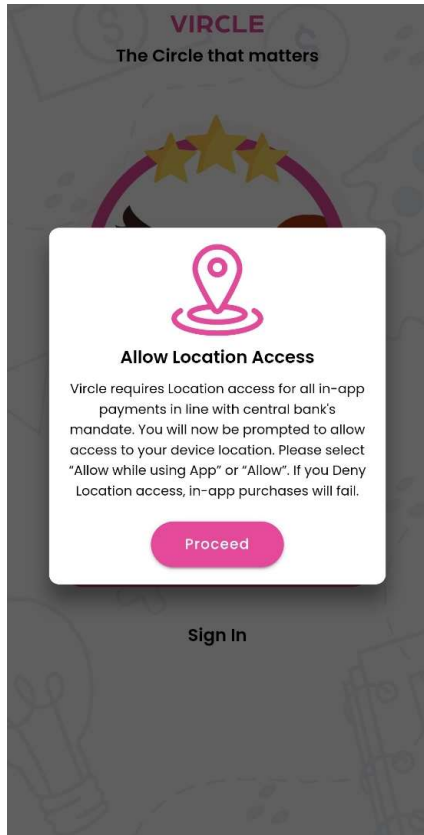 VIRCLE
The Circle that matters
Allow Location Access
Vircle requires Location access for all in-app
payments in line with central bank's
mandate. You will now be prompted to allow
access to your device location. Please select
“Allow while using App” or “Allow”. If you Deny
Location access, in-app purchases will fail.
Proceed
Sign In